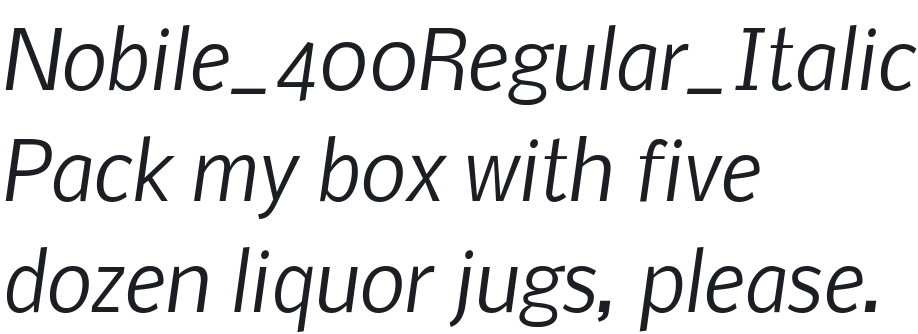 Nobile_400Regular_Italic
Pack my box with five
dozen liquor jugs, please.